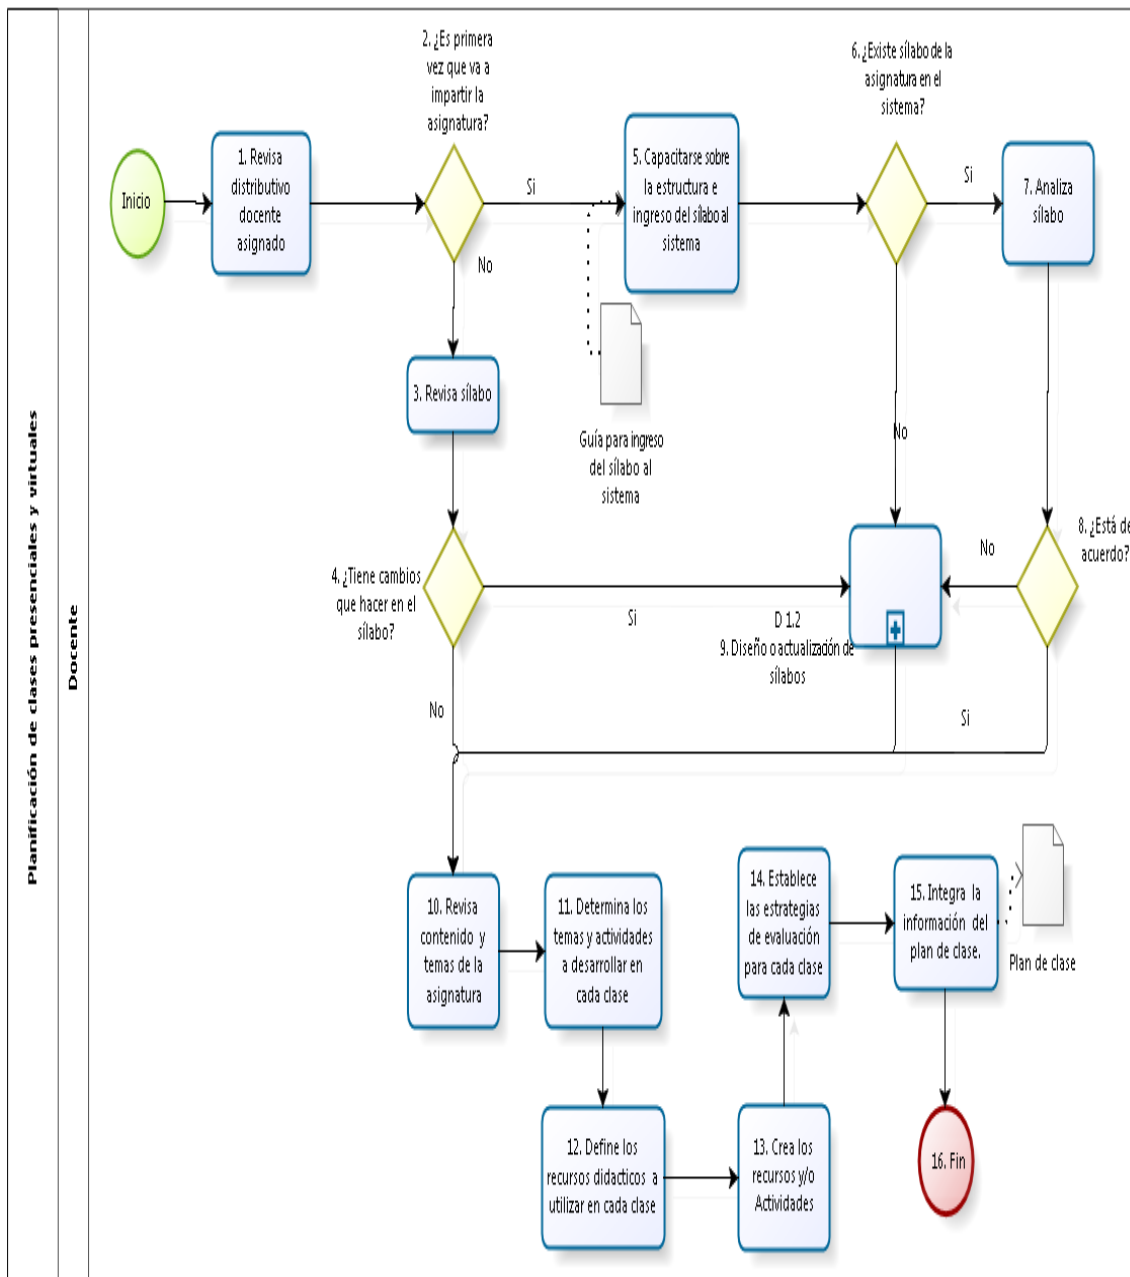 Planificación de clases presenciales y virtuales
Docente
Inicio
1. Revisa
distributivo
docente
asignado
2. ¿Es primera
vez que va a
impartir la
asignatura?
Si
No
3. Revisa sílabo
4. ¿Tiene cambios
que hacer en el
sílabo?
Si
No
5. Capacitarse sobre
la estructura e
ingreso del sílabo al
sistema
Guía para ingreso
del sílabo al
sistema
6. ¿Existe sílabo de la
asignatura en el
sistema?
Si
No
7. Analiza
sílabo
8. ¿Está de
acuerdo?
No
Si
D 1.2
9. Diseño o actualización de
sílabos
10. Revisa
contenido y
temas de la
asignatura
11. Determina los
temas y actividades
a desarrollar en
cada clase
12. Define los
recursos didacticos a
utilizar en cada clase
13. Crea los
recursos y/o
Actividades
14. Establece
las estrategias
de evaluación
para cada clase
15. Integra la
información del
plan de clase.
Plan de clase
16. Fin